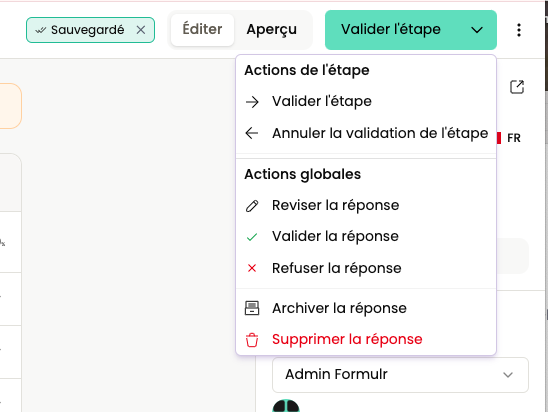 Sauvegardé
Éditer
Aperçu
Valider l'étape
Actions de l'étape
Valider l'étape
Annuler la validation de l'étape
FR
Actions globales
Reviser la réponse
Valider la réponse
Refuser la réponse
Archiver la réponse
Supprimer la réponse
Admin Formulr